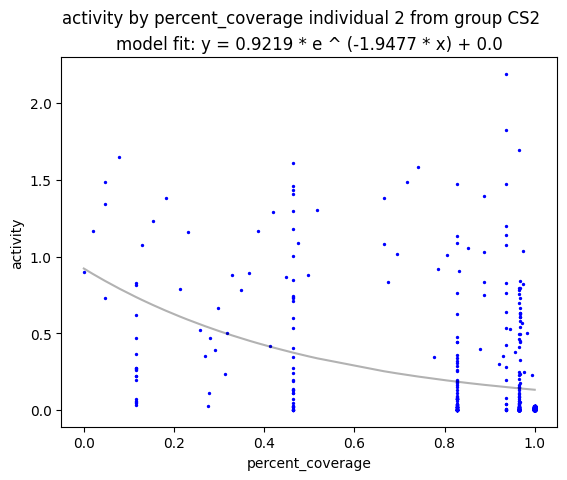 activity by percent_coverage individual 2 from group CS2
model fit: y = 0.9219 * e ^ (-1.9477 * x) + 0.0
2.0
1.5
1.0
0.5
0.0
activity
0.0 0.2 0.4 0.6 0.8 1.0
percent_coverage